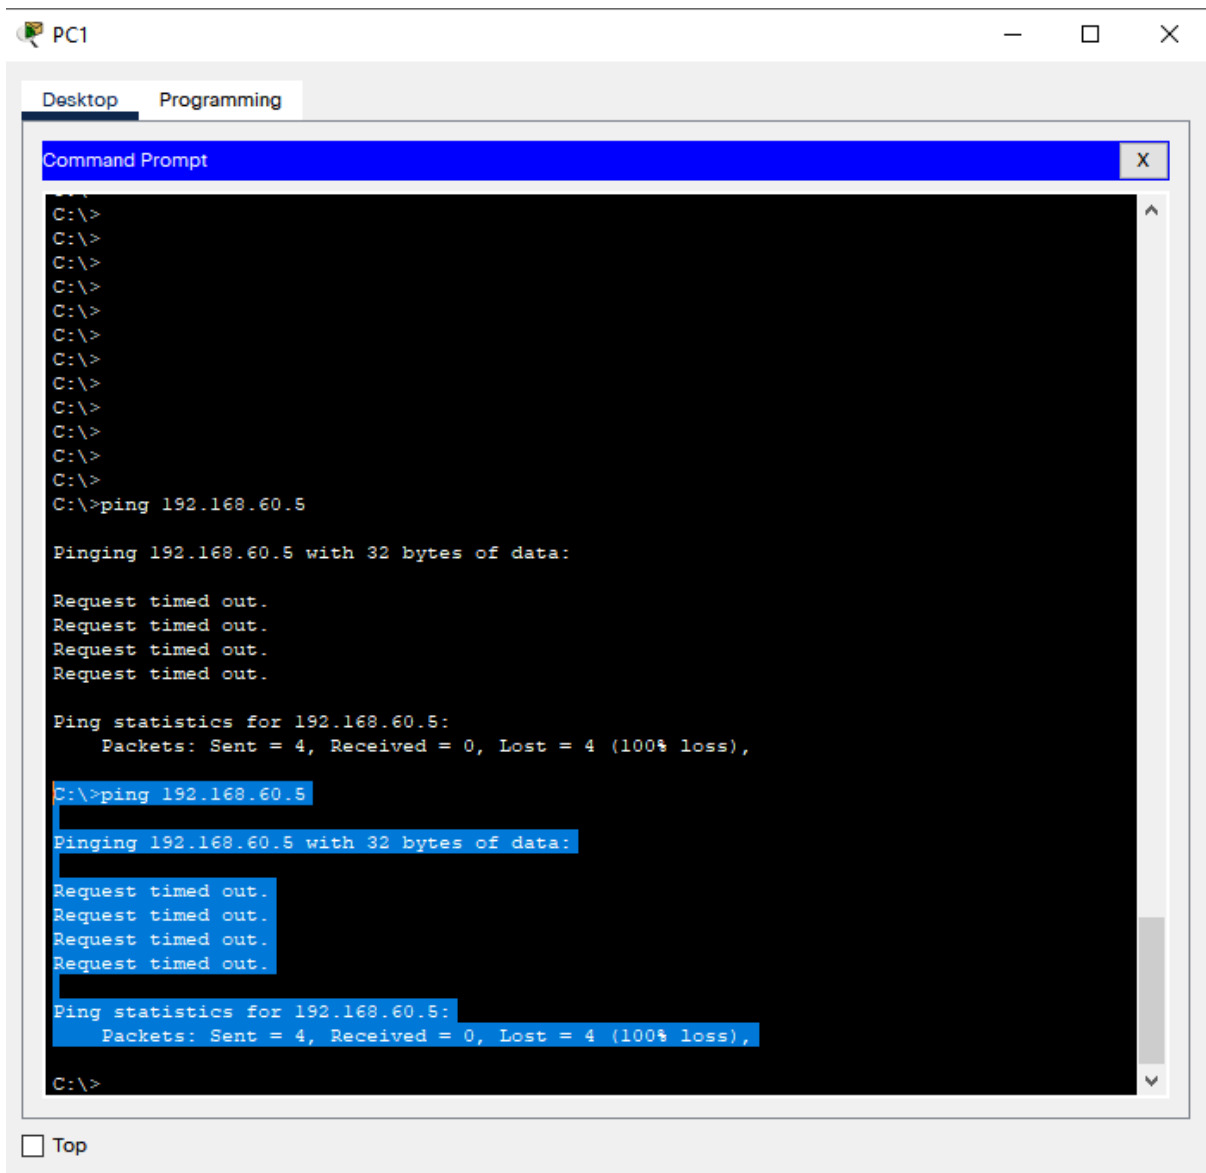 PC1
Desktop Programming
Command Prompt X
C:\>
C:\>
C:\>
C:\>
C:\>
C:\>
C:\>
C:\>
C:\>
C:\>
C:\>
C:\>
C:\>ping 192.168.60.5
Pinging 192.168.60.5 with 32 bytes of data:
Request timed out.
Request timed out.
Request timed out.
Request timed out.
Ping statistics for 192.168.60.5:
Packets: Sent = 4, Received = 0, Lost = 4 (100% loss),
C:\>ping 192.168.60.5
Pinging 192.168.60.5 with 32 bytes of data:
Request timed out.
Request timed out.
Request timed out.
Request timed out.
Ping statistics for 192.168.60.5:
Packets: Sent = 4, Received = 0, Lost = 4 (100% loss),
C:\>
Top